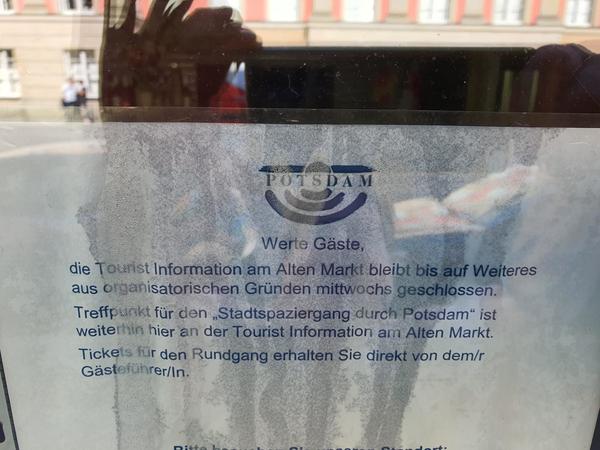 POTSDAM
Werte Gäste,
die Tourist Information am Alten Markt bleibt bis auf Weiteres
aus organisatorischen Gründen mittwochs geschlossen.
Treffpunkt für den „Stadtspaziergang durch Potsdam“ ist
weiterhin hier an der Tourist Information am Alten Markt.
Tickets für den Rundgang erhalten Sie direkt von dem/r
Gästeführer/In.